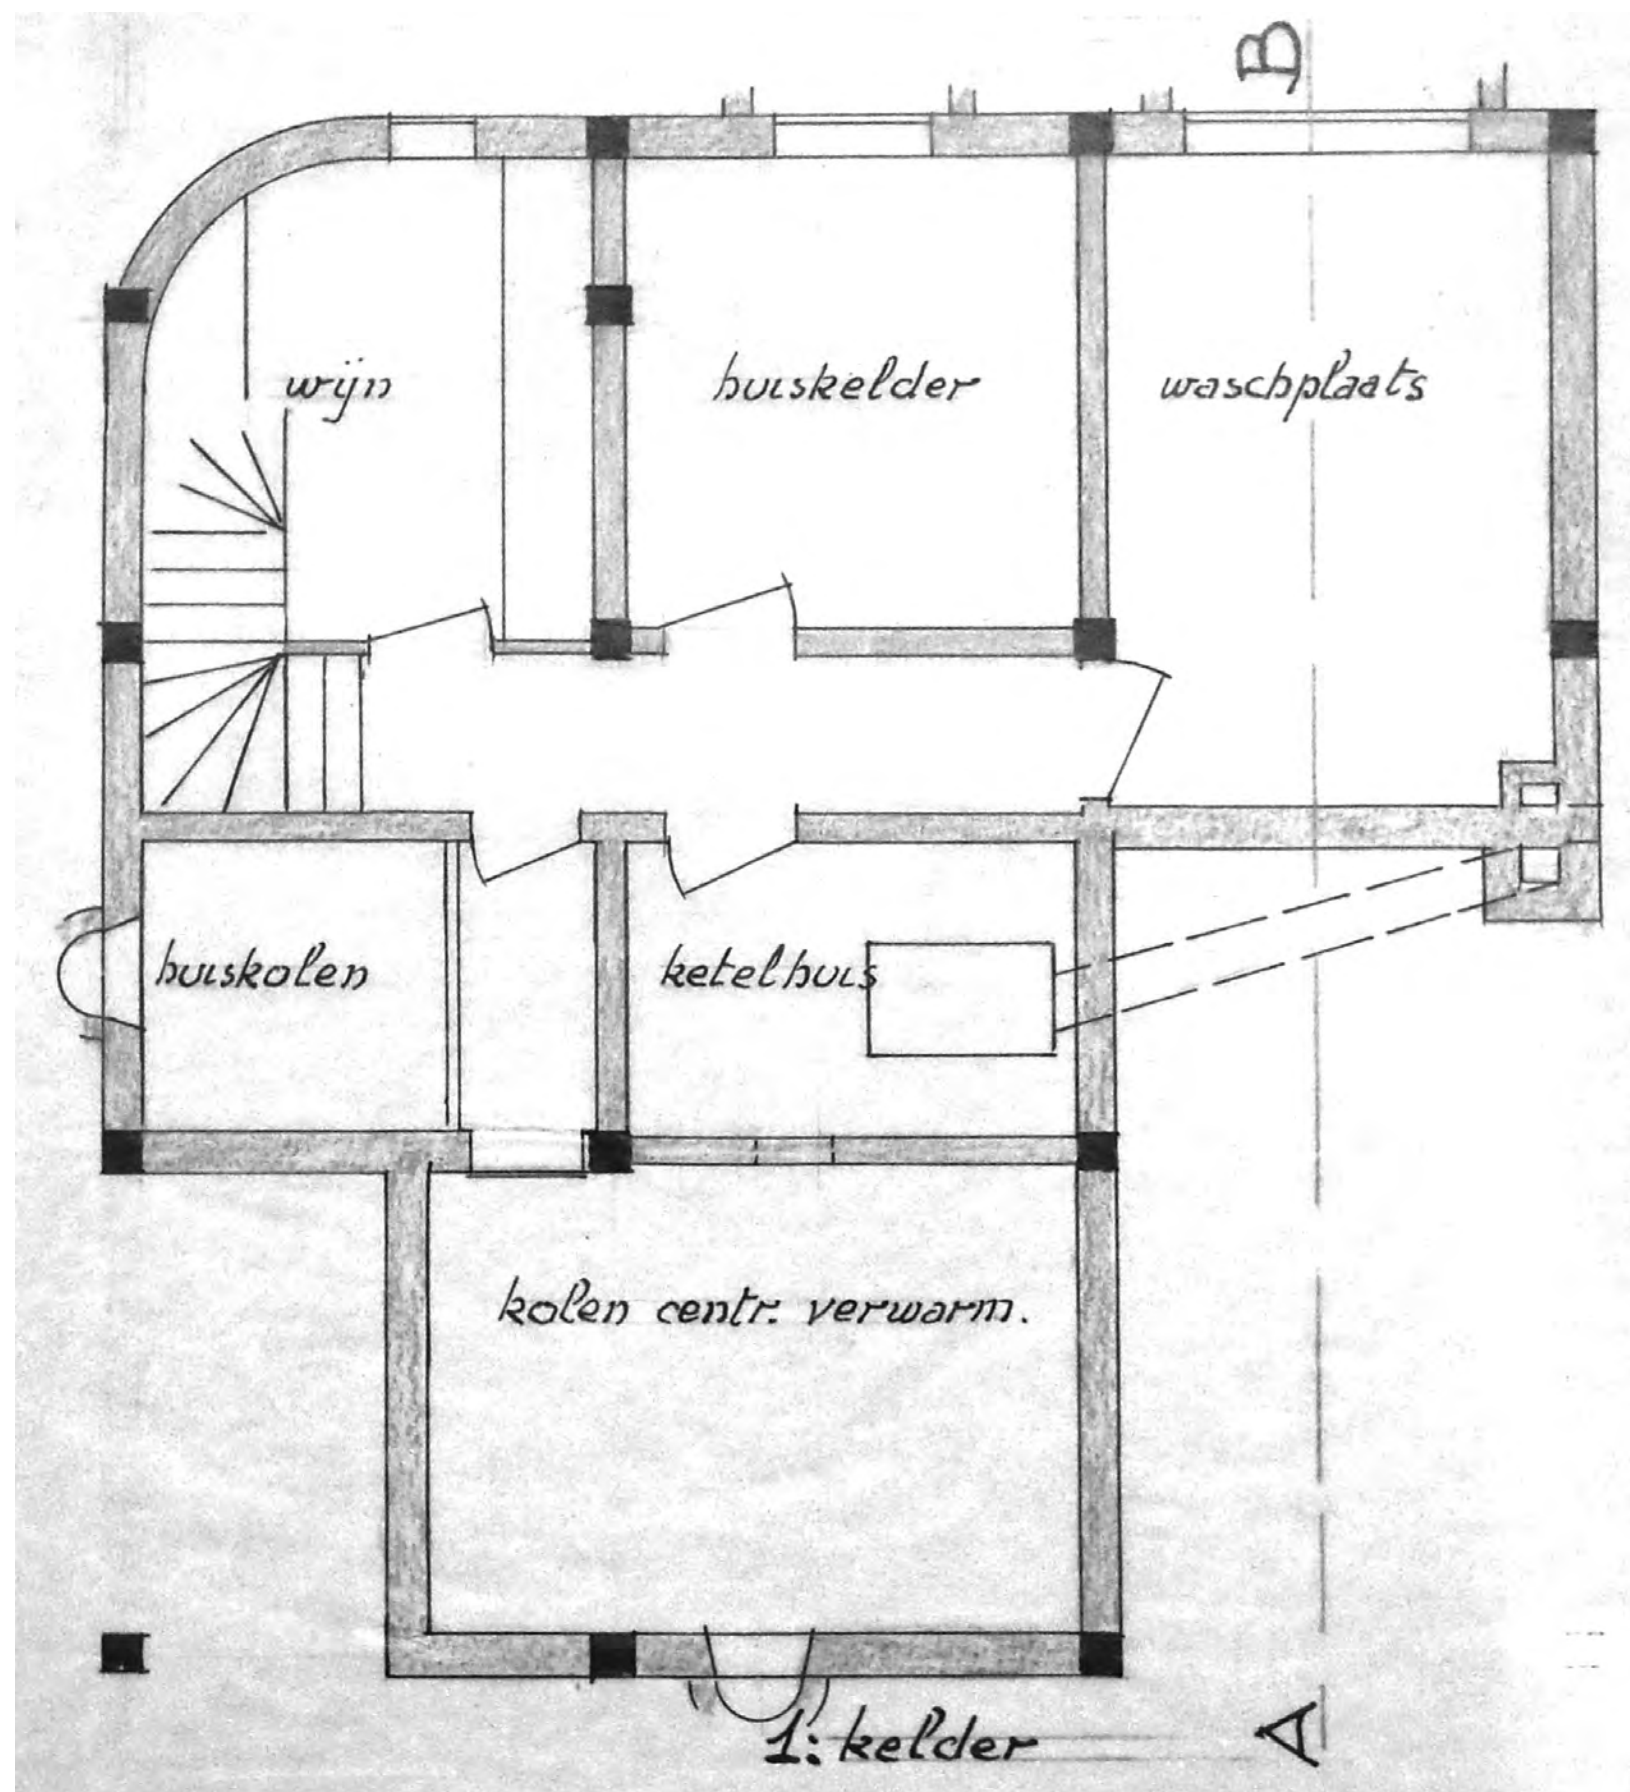 B
wijn
huiskelder
waschplaats
huiskolen
ketelhuis
kolen centr. verwarm.
1: kelder
A